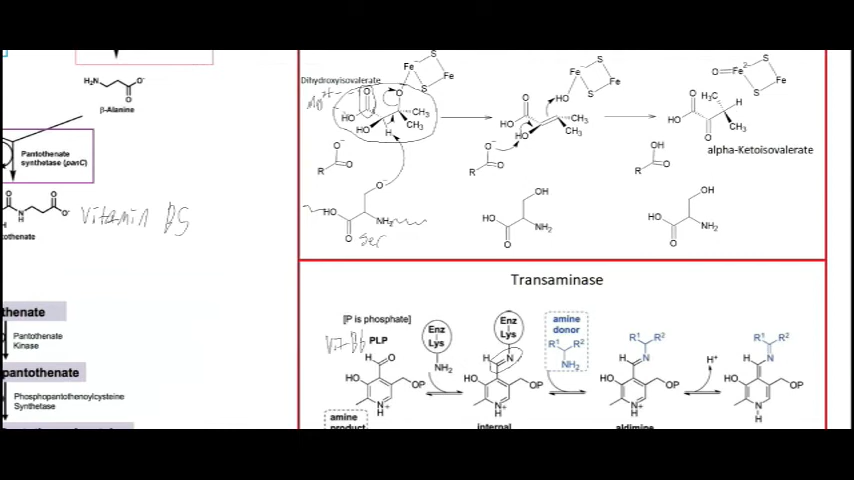 H₂N
O⁻
O
β-Alanine
Pantothenate
synthetase (panC)
N
H
O
O⁻
thenate
Vitamin B5
thenate
Pantothenate
Kinase
pantothenate
Phosphopantothenoylcysteine
Synthetase
Dihydroxyisovalerate
Fe⁻
S
Fe
S
O
O
HO
HO
H
CH₃
CH₃
O⁻
R
O
O⁻
HO
O
NH₂
ser
Fe⁻
S
Fe
S
HO
O
HO
HO
CH₃
CH₃
O⁻
R
O
OH
HO
O
NH₂
O
Fe²⁻
S
Fe
S
O
HO
O
H₃C
H
CH₃
alpha-Ketoisovalerate
OH
R
O
OH
HO
O
NH₂
Transaminase
[P is phosphate]
PLP
Enz
Lys
NH₂
O
HO
OP
N⁺
H
amine
product
Enz
Lys
H
N
HO
OP
N⁺
H
internal
amine
donor
R¹
R²
NH₂
R¹
R²
H
N
HO
OP
N⁺
H
aldimine
H⁺
R¹
R²
H
N
HO
OP
N
H